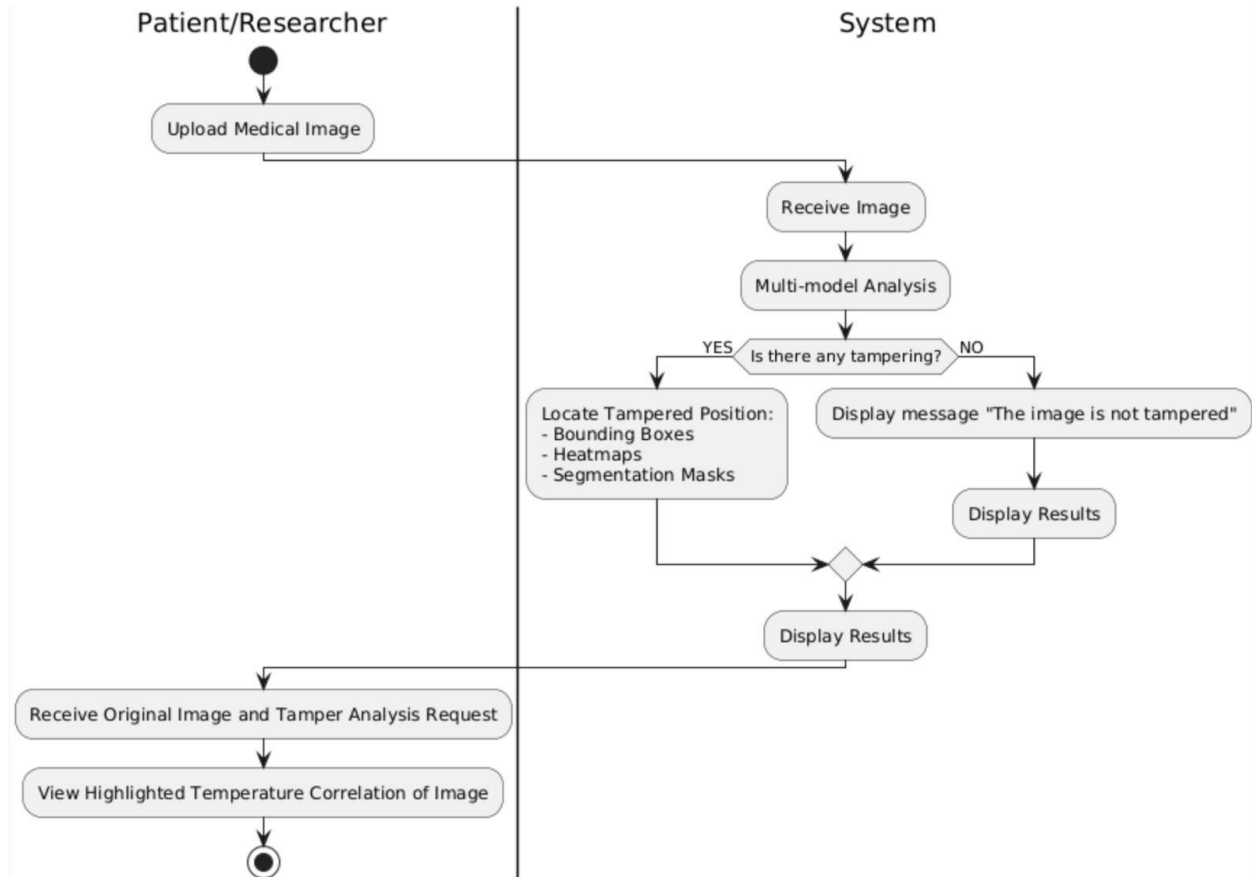 Patient/Researcher
System
Upload Medical Image
Receive Image
Multi-model Analysis
YES
Is there any tampering?
NO
Locate Tampered Position:
- Bounding Boxes
- Heatmaps
- Segmentation Masks
Display message "The image is not tampered"
Display Results
Display Results
Receive Original Image and Tamper Analysis Request
View Highlighted Temperature Correlation of Image